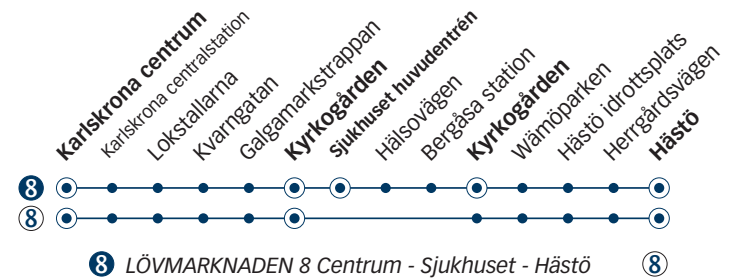 Karlskrona centrum
Karlskrona centralstation
Lokstallarna
Kvarngatan
Galgamarkstrappan
Kyrkogården
Sjukhuset huvudentrén
Hälsovägen
Bergåsa station
Kyrkogården
Wämöparken
Hästö idrottsplats
Herrgårdsvägen
Hästö
8
8
8 LÖVMARKNADEN 8 Centrum - Sjukhuset - Hästö 8